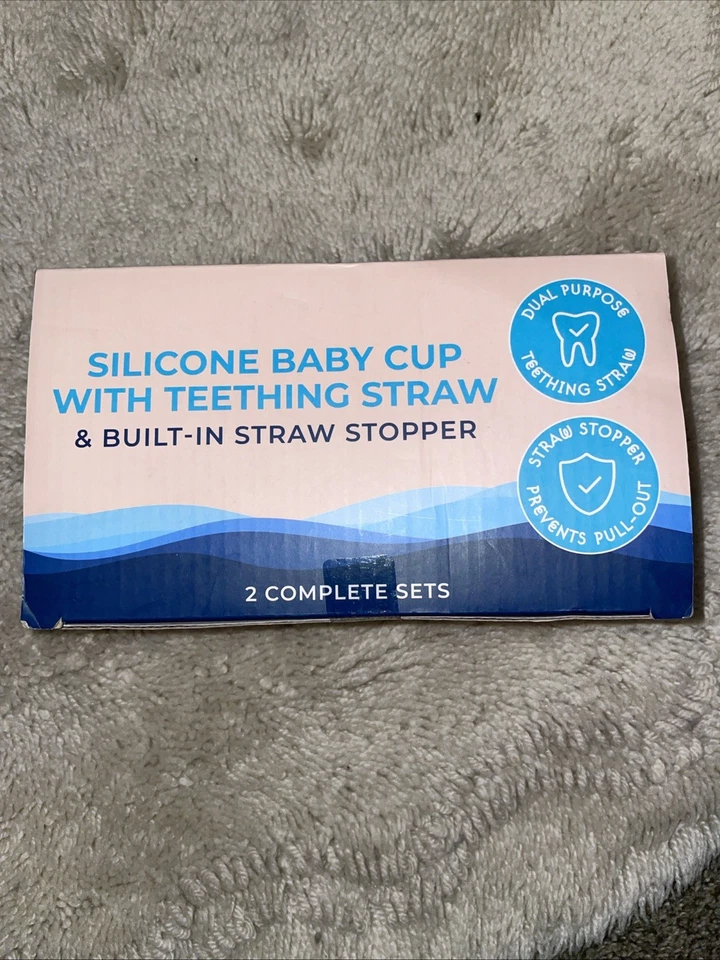 SILICONE BABY CUP
WITH TEETHING STRAW
& BUILT-IN STRAW STOPPER
DUAL PURPOSE
TEETHING STRAW
STRAW STOPPER
PREVENTS PULL-OUT
2 COMPLETE SETS